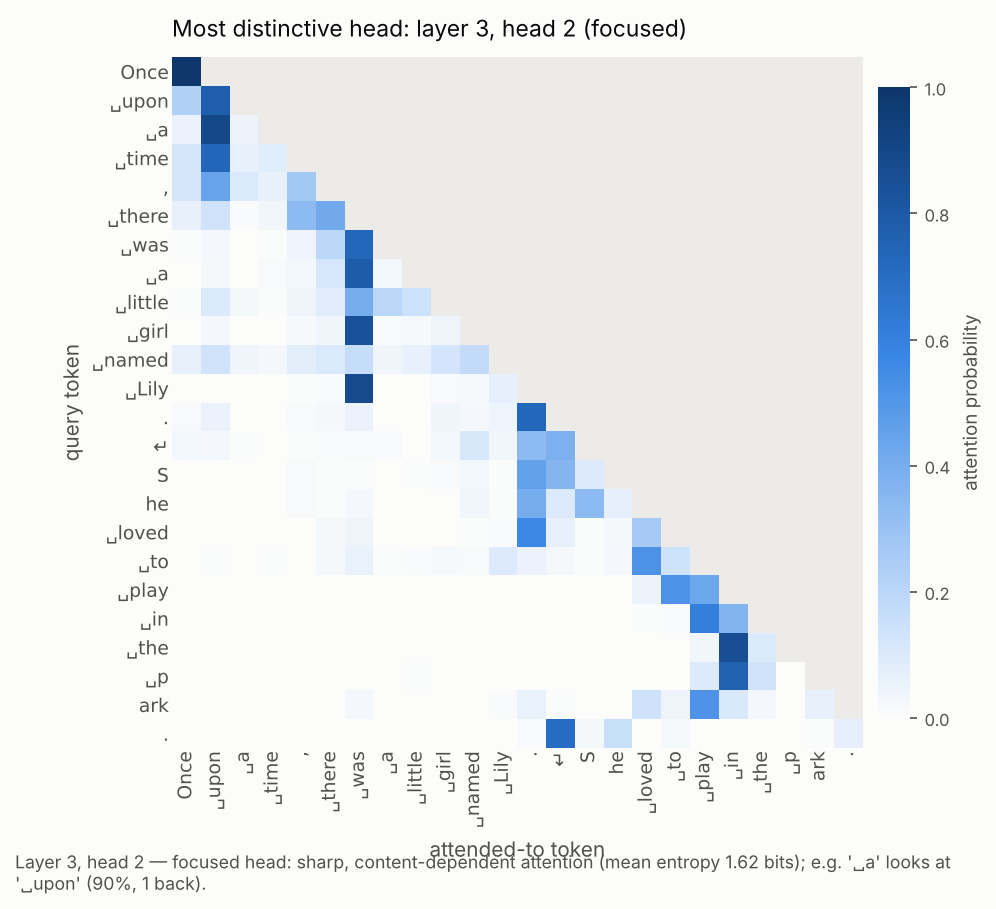 Most distinctive head: layer 3, head 2 (focused)
Once
␣upon
␣a
␣time
,
␣there
␣was
␣a
␣little
␣girl
␣named
␣Lily
.
↵
S
he
␣loved
␣to
␣play
␣in
␣the
␣p
ark
.
query token
Once
␣upon
␣a
␣time
,
␣there
␣was
␣a
␣little
␣girl
␣named
␣Lily
.
↵
S
he
␣loved
␣to
␣play
␣in
␣the
␣p
ark
.
attended-to token
1.0
0.8
0.6
0.4
0.2
0.0
attention probability
Layer 3, head 2 — focused head: sharp, content-dependent attention (mean entropy 1.62 bits); e.g. '␣a' looks at
'␣upon' (90%, 1 back).